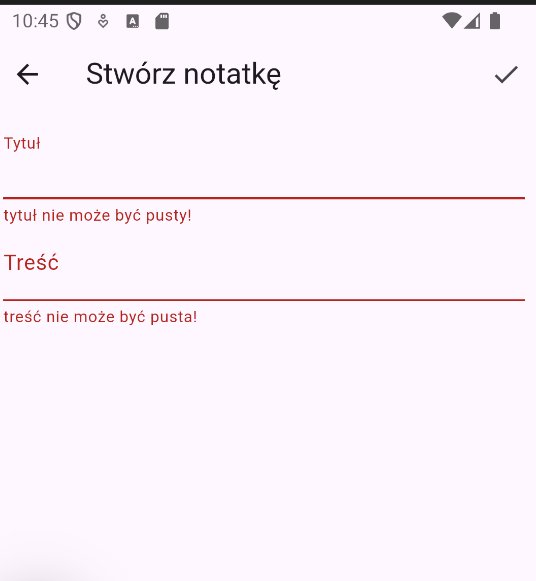 10:45
Stwórz notatkę
Tytuł
tytuł nie może być pusty!
Treść
treść nie może być pusta!